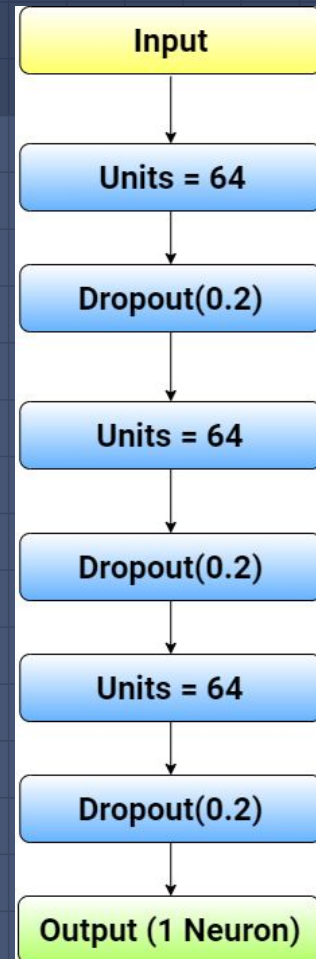 Input
Units = 64
Dropout(0.2)
Units = 64
Dropout(0.2)
Units = 64
Dropout(0.2)
Output (1 Neuron)